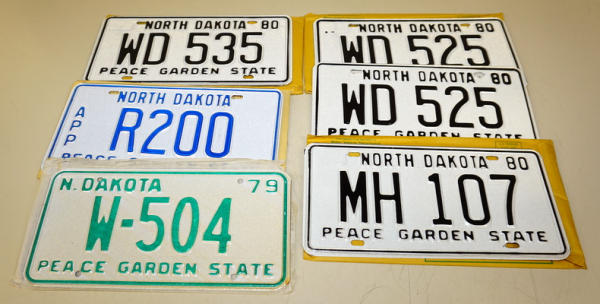 NORTH DAKOTA 80
WD 535
PEACE GARDEN STATE
NORTH DAKOTA
APP R200
PEACE
N. DAKOTA 79
W-504
PEACE GARDEN STATE
NORTH DAKOTA 80
WD 525
NORTH DAKOTA 80
WD 525
PEACE GARDEN STATE
NORTH DAKOTA 80
MH 107
PEACE GARDEN STATE